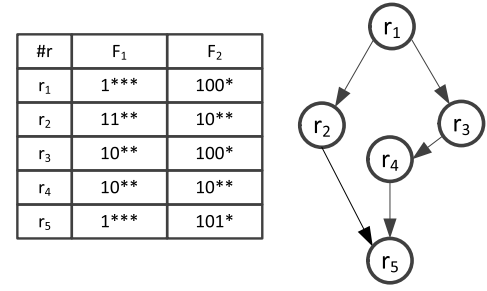 #r F₁ F₂
r₁ 1*** 100*
r₂ 11** 10**
r₃ 10** 100*
r₄ 10** 10**
r₅ 1*** 101*
r₁
r₂
r₃
r₄
r₅